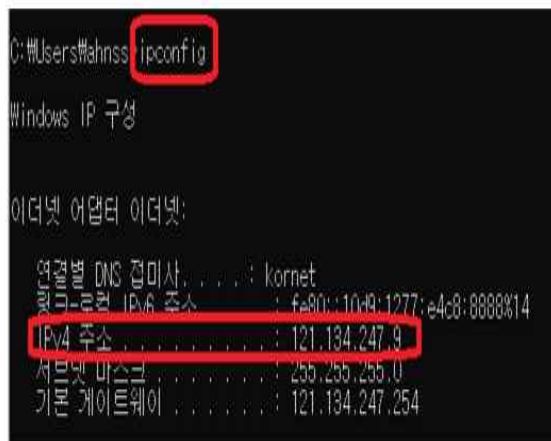 C:\Users\ahnss>ipconfig
Windows IP 구성
이더넷 어댑터 이더넷:
연결별 DNS 접미사. . . . : kornet
링크-로컬 IPv6 주소 . . . . : fe80::10d9:1277:e4c8:8888%14
IPv4 주소 . . . . . . . . . : 121.134.247.9
서브넷 마스크 . . . . . . . : 255.255.255.0
기본 게이트웨이 . . . . . . : 121.134.247.254